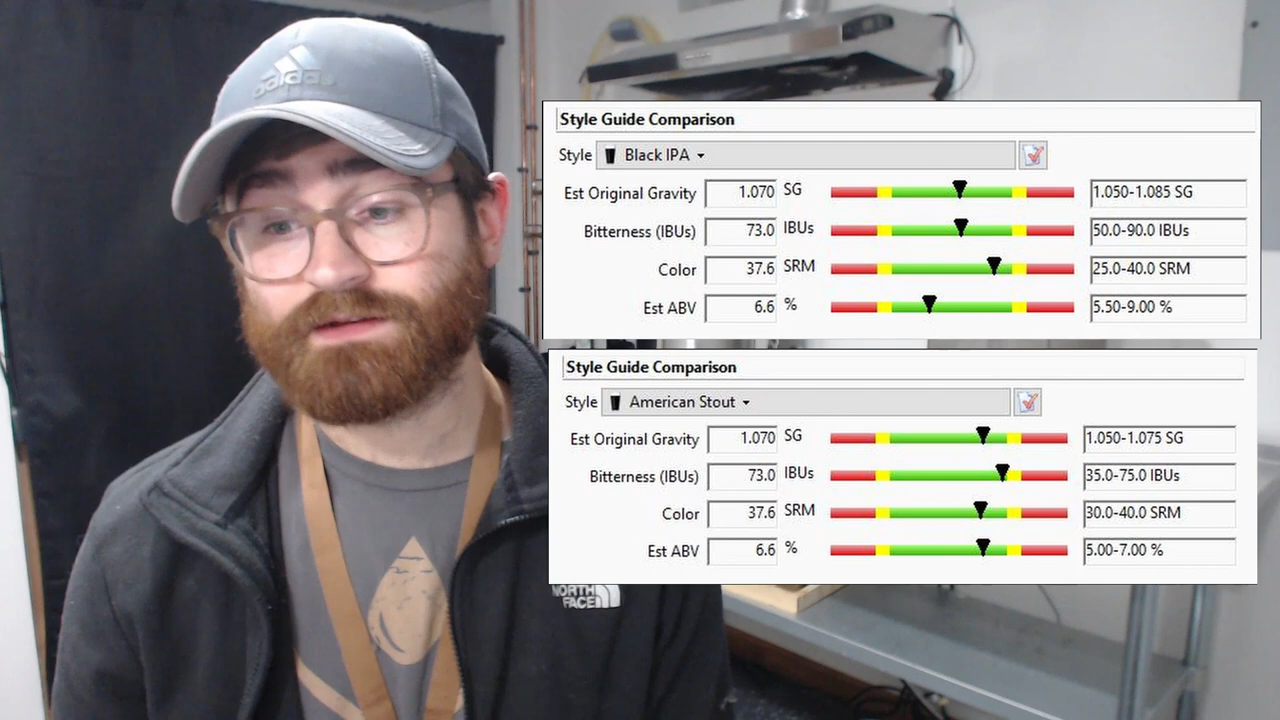 adidas
Style Guide Comparison
Style Black IPA
Est Original Gravity 1.070 SG 1.050-1.085 SG
Bitterness (IBUs) 73.0 IBUs 50.0-90.0 IBUs
Color 37.6 SRM 25.0-40.0 SRM
Est ABV 6.6 % 5.50-9.00 %
Style Guide Comparison
Style American Stout
Est Original Gravity 1.070 SG 1.050-1.075 SG
Bitterness (IBUs) 73.0 IBUs 35.0-75.0 IBUs
Color 37.6 SRM 30.0-40.0 SRM
Est ABV 6.6 % 5.00-7.00 %
NORTH
FACE